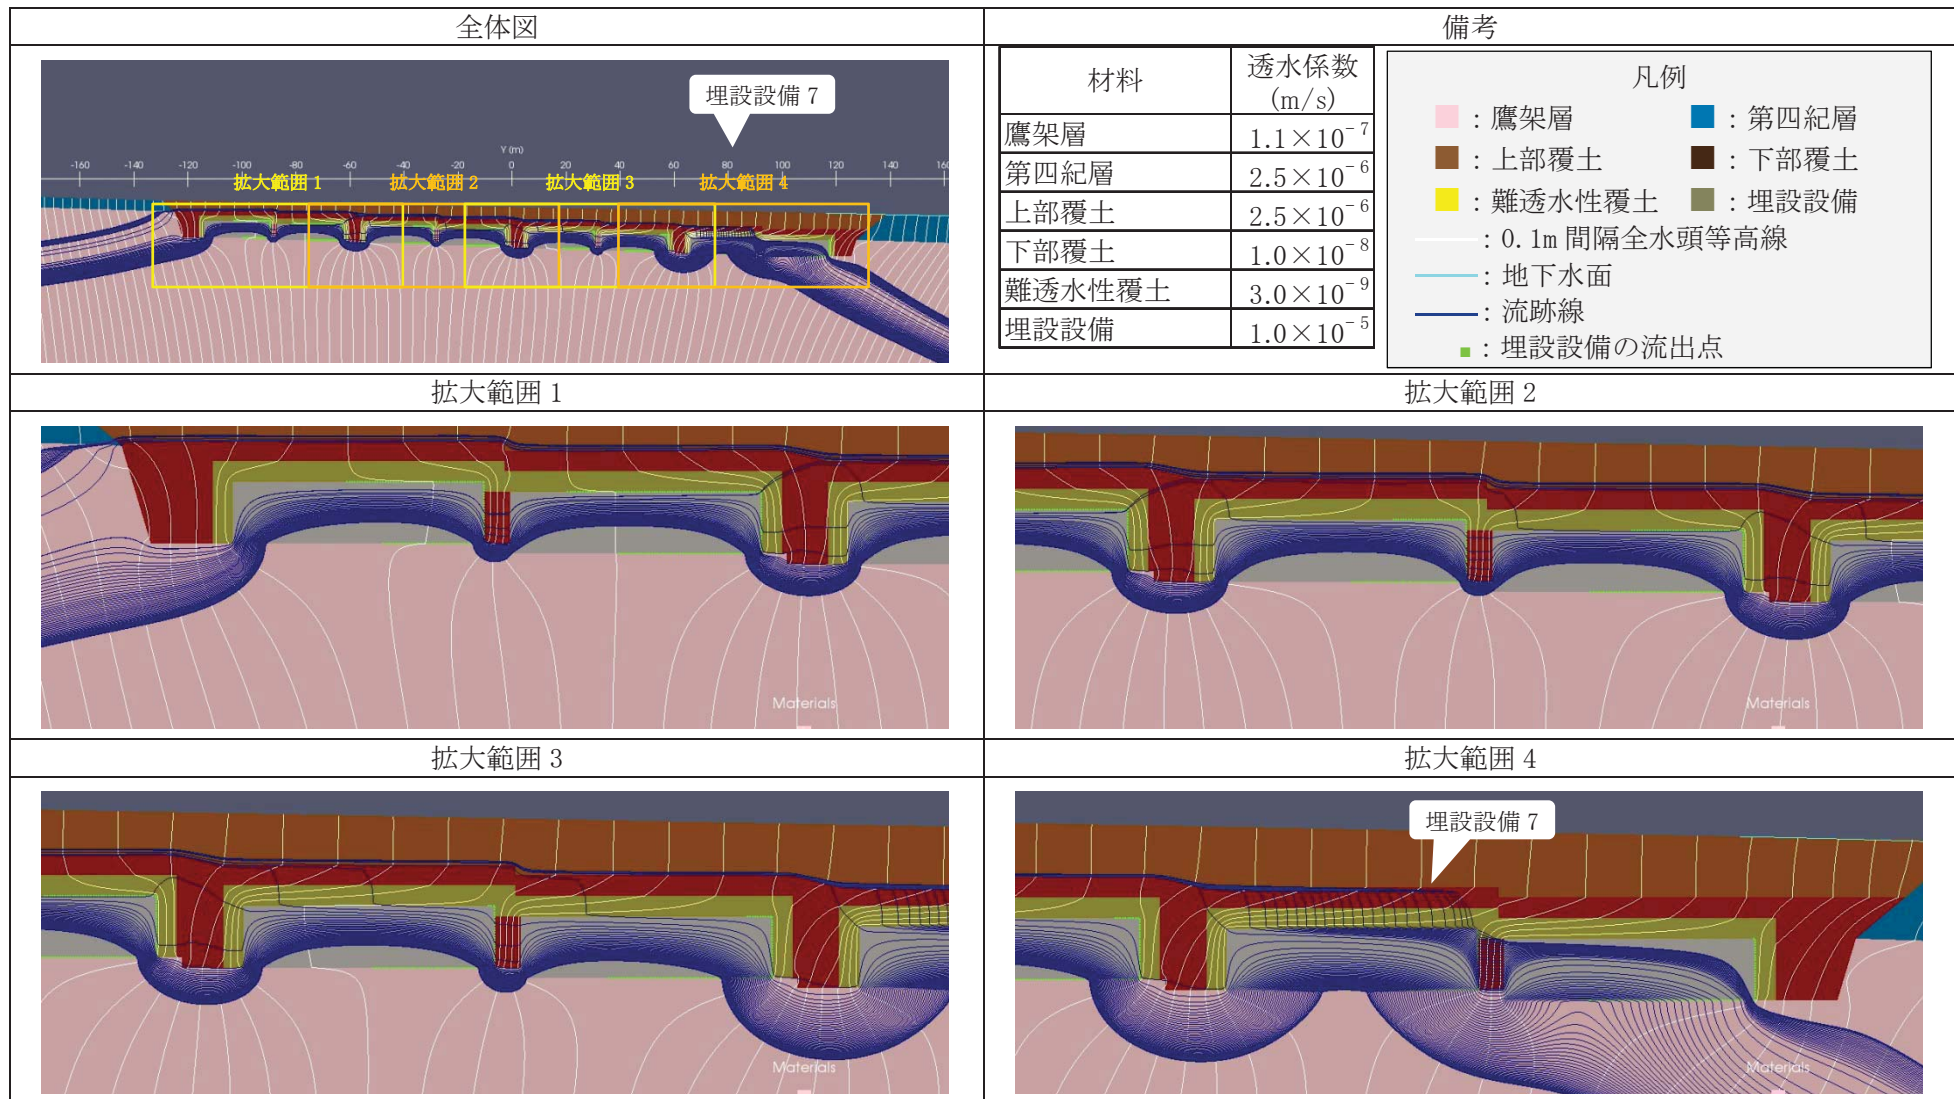 全体図
備考
埋設設備 7
Y (m)
-160 -140 -120 -100 -80 -60 -40 -20 0 20 40 60 80 100 120 140 160
拡大範囲 1 拡大範囲 2 拡大範囲 3 拡大範囲 4
材料 透水係数
(m/s)
鷹架層 1.1×10⁻⁷
第四紀層 2.5×10⁻⁶
上部覆土 2.5×10⁻⁶
下部覆土 1.0×10⁻⁸
難透水性覆土 3.0×10⁻⁹
埋設設備 1.0×10⁻⁵
凡例
：鷹架層 ：第四紀層
：上部覆土 ：下部覆土
：難透水性覆土 ：埋設設備
：0.1m 間隔全水頭等高線
：地下水面
：流跡線
：埋設設備の流出点
拡大範囲 1
拡大範囲 2
Materials
Materials
拡大範囲 3
拡大範囲 4
埋設設備 7
Materials
Materials